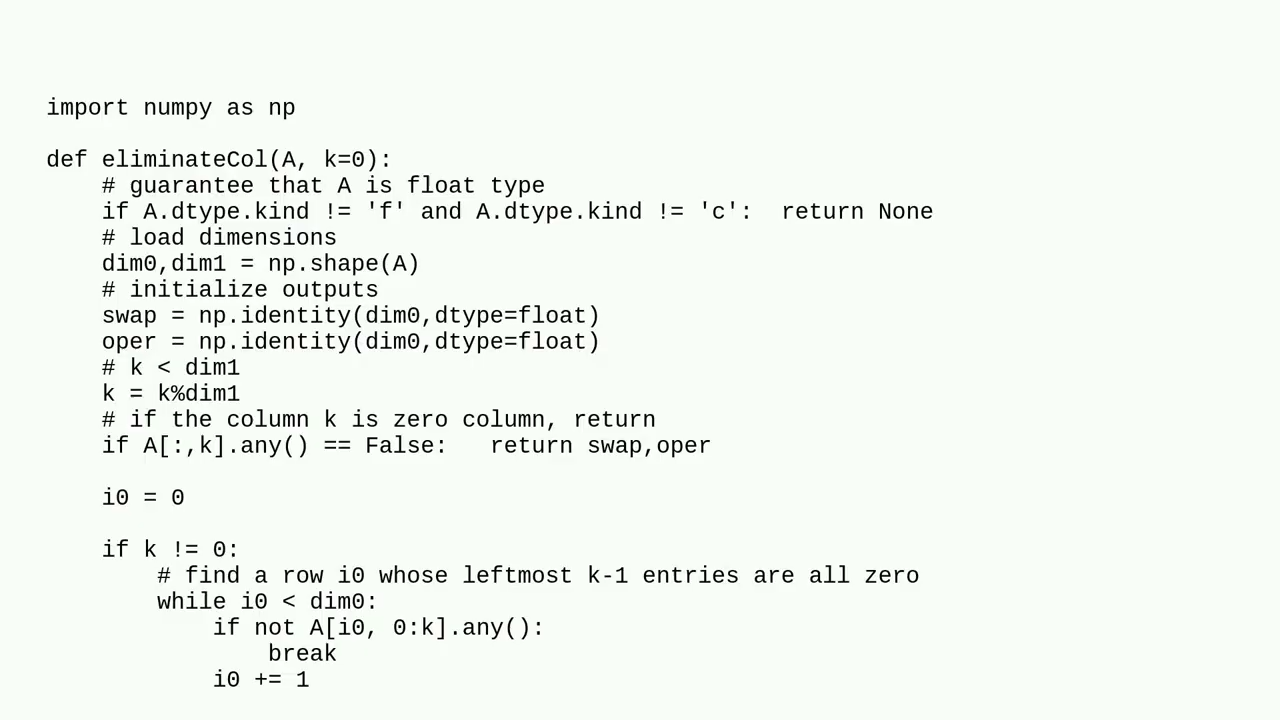 import numpy as np
def eliminateCol(A, k=0):
    # guarantee that A is float type
    if A.dtype.kind != 'f' and A.dtype.kind != 'c':  return None
    # load dimensions
    dim0,dim1 = np.shape(A)
    # initialize outputs
    swap = np.identity(dim0,dtype=float)
    oper = np.identity(dim0,dtype=float)
    # k < dim1
    k = k%dim1
    # if the column k is zero column, return
    if A[:,k].any() == False:   return swap,oper
    i0 = 0
    if k != 0:
        # find a row i0 whose leftmost k-1 entries are all zero
        while i0 < dim0:
            if not A[i0, 0:k].any():
                break
            i0 += 1